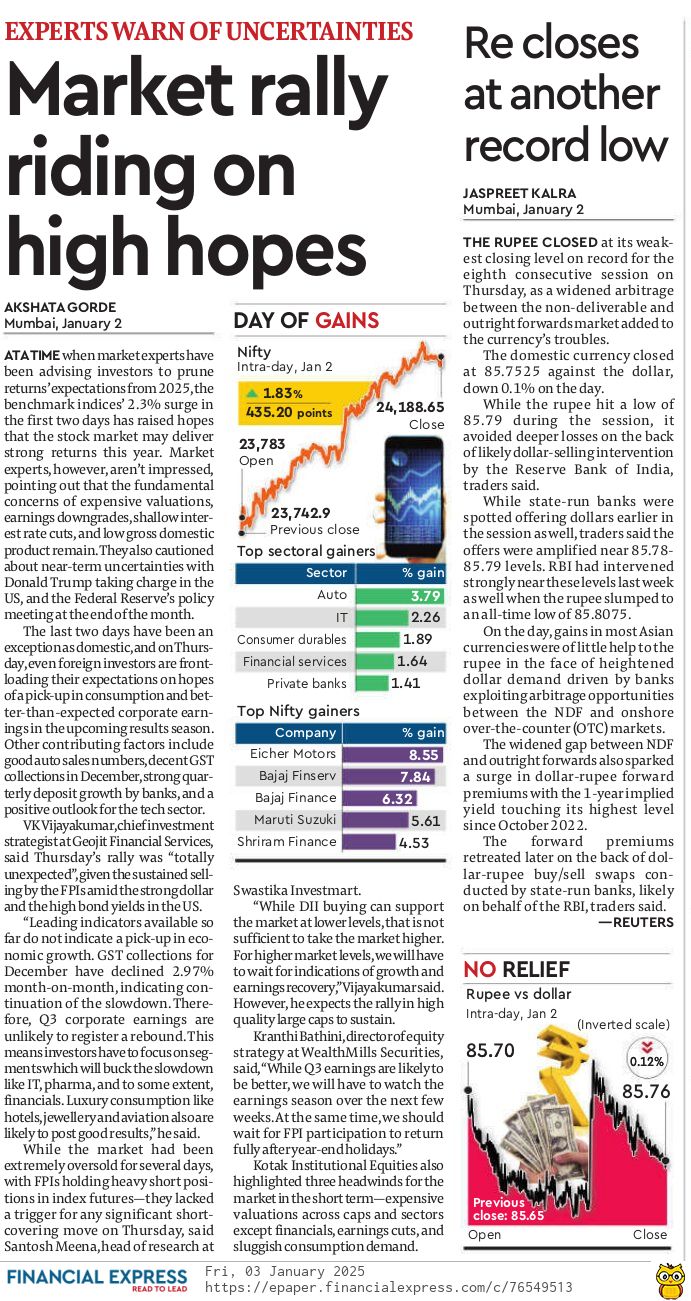 EXPERTS WARN OF UNCERTAINTIES
Market rally
riding on
high hopes
AKSHATA GORDE
Mumbai, January 2
AT A TIME when market experts have
been advising investors to prune
returns' expectations from 2025, the
benchmark indices' 2.3% surge in
the first two days has raised hopes
that the stock market may deliver
strong returns this year. Market
experts, however, aren't impressed,
pointing out that the fundamental
concerns of expensive valuations,
earnings downgrades, shallow inter-
est rate cuts, and low gross domestic
product remain. They also cautioned
about near-term uncertainties with
Donald Trump taking charge in the
US, and the Federal Reserve's policy
meeting at the end of the month.
The last two days have been an
exception as domestic, and on Thurs-
day, even foreign investors are front-
loading their expectations on hopes
of a pick-up in consumption and bet-
ter-than-expected corporate earn-
ings in the upcoming results season.
Other contributing factors include
good auto sales numbers, decent GST
collections in December, strong quar-
terly deposit growth by banks, and a
positive outlook for the tech sector.
VK Vijayakumar, chief investment
strategist at Geojit Financial Services,
said Thursday's rally was "totally
unexpected", given the sustained sell-
ing by the FPIs amid the strong dollar
and the high bond yields in the US.
"Leading indicators available so
far do not indicate a pick-up in eco-
nomic growth. GST collections for
December have declined 2.97%
month-on-month, indicating con-
tinuation of the slowdown. There-
fore, Q3 corporate earnings are
unlikely to register a rebound. This
means investors have to focus on seg-
ments which will buck the slowdown
like IT, pharma, and to some extent,
financials. Luxury consumption like
hotels, jewellery and aviation also are
likely to post good results," he said.
While the market had been
extremely oversold for several days,
with FPIs holding heavy short posi-
tions in index futures—they lacked
a trigger for any significant short-
covering move on Thursday, said
Santosh Meena, head of research at
DAY OF GAINS
Nifty
Intra-day, Jan 2
1.83%
435.20 points
24,188.65
Close
23,783
Open
23,742.9
Previous close
Top sectoral gainers
Sector % gain
Auto 3.79
IT 2.26
Consumer durables 1.89
Financial services 1.64
Private banks 1.41
Top Nifty gainers
Company % gain
Eicher Motors 8.55
Bajaj Finserv 7.84
Bajaj Finance 6.32
Maruti Suzuki 5.61
Shriram Finance 4.53
Swastika Investmart.
"While DII buying can support
the market at lower levels, that is not
sufficient to take the market higher.
For higher market levels, we will have
to wait for indications of growth and
earnings recovery," Vijayakumar said.
However, he expects the rally in high
quality large caps to sustain.
Kranthi Bathini, director of equity
strategy at WealthMills Securities,
said, "While Q3 earnings are likely to
be better, we will have to watch the
earnings season over the next few
weeks. At the same time, we should
wait for FPI participation to return
fully after year-end holidays."
Kotak Institutional Equities also
highlighted three headwinds for the
market in the short term—expensive
valuations across caps and sectors
except financials, earnings cuts, and
sluggish consumption demand.
Re closes
at another
record low
JASPREET KALRA
Mumbai, January 2
THE RUPEE CLOSED at its weak-
est closing level on record for the
eighth consecutive session on
Thursday, as a widened arbitrage
between the non-deliverable and
outright forwards market added to
the currency's troubles.
The domestic currency closed
at 85.7525 against the dollar,
down 0.1% on the day.
While the rupee hit a low of
85.79 during the session, it
avoided deeper losses on the back
of likely dollar-selling intervention
by the Reserve Bank of India,
traders said.
While state-run banks were
spotted offering dollars earlier in
the session as well, traders said the
offers were amplified near 85.78-
85.79 levels. RBI had intervened
strongly near these levels last week
as well when the rupee slumped to
an all-time low of 85.8075.
On the day, gains in most Asian
currencies were of little help to the
rupee in the face of heightened
dollar demand driven by banks
exploiting arbitrage opportunities
between the NDF and onshore
over-the-counter (OTC) markets.
The widened gap between NDF
and outright forwards also sparked
a surge in dollar-rupee forward
premiums with the 1-year implied
yield touching its highest level
since October 2022.
The forward premiums
retreated later on the back of dol-
lar-rupee buy/sell swaps con-
ducted by state-run banks, likely
on behalf of the RBI, traders said.
—REUTERS
NO RELIEF
Rupee vs dollar
Intra-day, Jan 2
(Inverted scale)
85.70
0.12%
85.76
Previous
close: 85.65
Open Close
FINANCIAL EXPRESS
READ TO LEAD
Fri, 03 January 2025
https://epaper.financialexpress.com/c/76549513